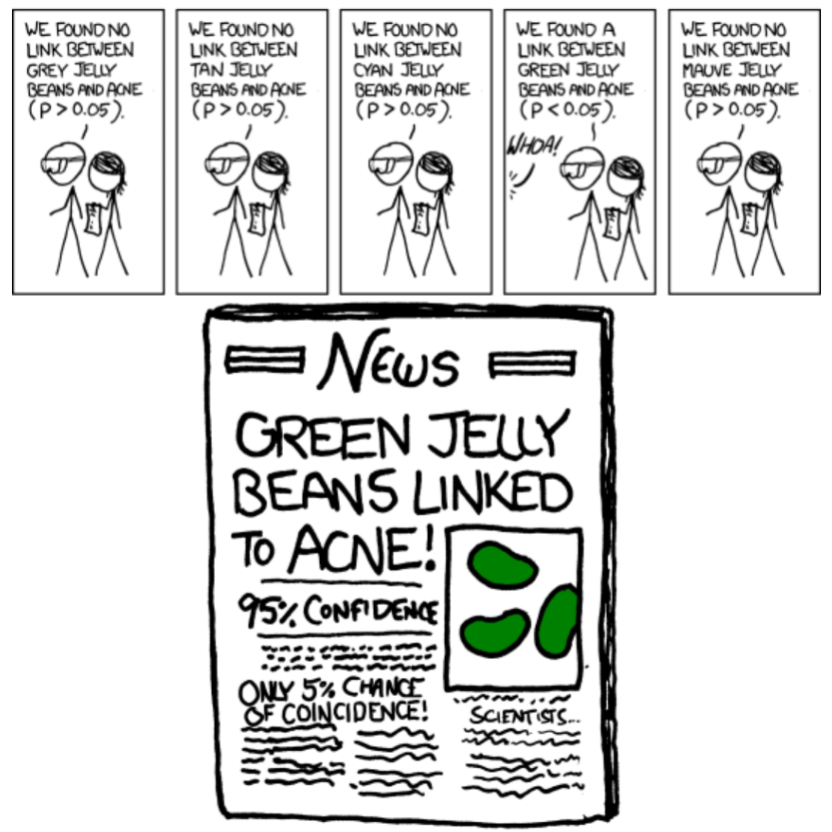 WE FOUND NO
LINK BETWEEN
GREY JELLY
BEANS AND ACNE
(P > 0.05).
WE FOUND NO
LINK BETWEEN
TAN JELLY
BEANS AND ACNE
(P > 0.05).
WE FOUND NO
LINK BETWEEN
CYAN JELLY
BEANS AND ACNE
(P > 0.05).
WE FOUND A
LINK BETWEEN
GREEN JELLY
BEANS AND ACNE
(P < 0.05).
WHOA!
WE FOUND NO
LINK BETWEEN
MAUVE JELLY
BEANS AND ACNE
(P > 0.05).
NEWS
GREEN JELLY
BEANS LINKED
TO ACNE!
95% CONFIDENCE
ONLY 5% CHANCE
OF COINCIDENCE!
SCIENTISTS...